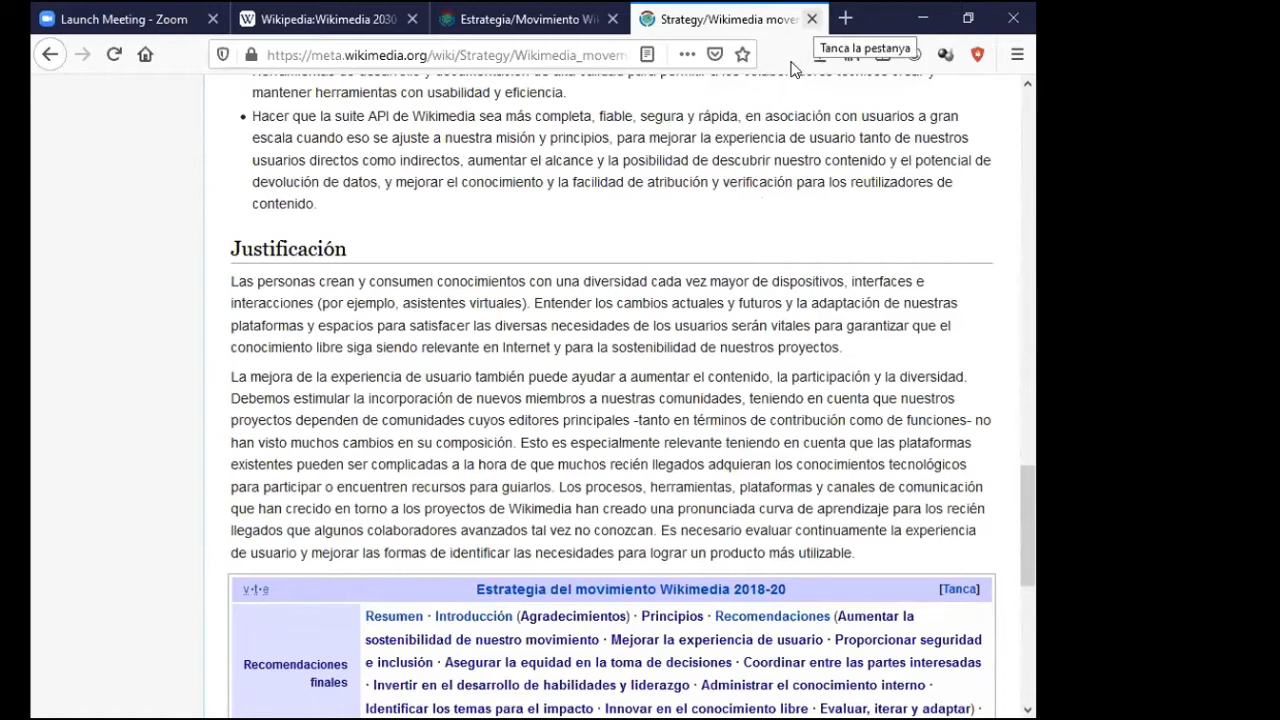 Launch Meeting - Zoom
Wikipedia:Wikimedia 2030
Estrategia/Movimiento Wi
Strategy/Wikimedia move
https://meta.wikimedia.org/wiki/Strategy/Wikimedia_movem
Tanca la pestanya
mantener herramientas con usabilidad y eficiencia.
• Hacer que la suite API de Wikimedia sea más completa, fiable, segura y rápida, en asociación con usuarios a gran
escala cuando eso se ajuste a nuestra misión y principios, para mejorar la experiencia de usuario tanto de nuestros
usuarios directos como indirectos, aumentar el alcance y la posibilidad de descubrir nuestro contenido y el potencial de
devolución de datos, y mejorar el conocimiento y la facilidad de atribución y verificación para los reutilizadores de
contenido.
Justificación
Las personas crean y consumen conocimientos con una diversidad cada vez mayor de dispositivos, interfaces e
interacciones (por ejemplo, asistentes virtuales). Entender los cambios actuales y futuros y la adaptación de nuestras
plataformas y espacios para satisfacer las diversas necesidades de los usuarios serán vitales para garantizar que el
conocimiento libre siga siendo relevante en Internet y para la sostenibilidad de nuestros proyectos.
La mejora de la experiencia de usuario también puede ayudar a aumentar el contenido, la participación y la diversidad.
Debemos estimular la incorporación de nuevos miembros a nuestras comunidades, teniendo en cuenta que nuestros
proyectos dependen de comunidades cuyos editores principales -tanto en términos de contribución como de funciones- no
han visto muchos cambios en su composición. Esto es especialmente relevante teniendo en cuenta que las plataformas
existentes pueden ser complicadas a la hora de que muchos recién llegados adquieran los conocimientos tecnológicos
para participar o encuentren recursos para guiarlos. Los procesos, herramientas, plataformas y canales de comunicación
que han crecido en torno a los proyectos de Wikimedia han creado una pronunciada curva de aprendizaje para los recién
llegados que algunos colaboradores avanzados tal vez no conozcan. Es necesario evaluar continuamente la experiencia
de usuario y mejorar las formas de identificar las necesidades para lograr un producto más utilizable.
v·t·e
Estrategia del movimiento Wikimedia 2018-20
[Tanca]
Recomendaciones
finales
Resumen · Introducción (Agradecimientos) · Principios · Recomendaciones (Aumentar la
sostenibilidad de nuestro movimiento · Mejorar la experiencia de usuario · Proporcionar seguridad
e inclusión · Asegurar la equidad en la toma de decisiones · Coordinar entre las partes interesadas
· Invertir en el desarrollo de habilidades y liderazgo · Administrar el conocimiento interno ·
Identificar los temas para el impacto · Innovar en el conocimiento libre · Evaluar, iterar y adaptar) ·